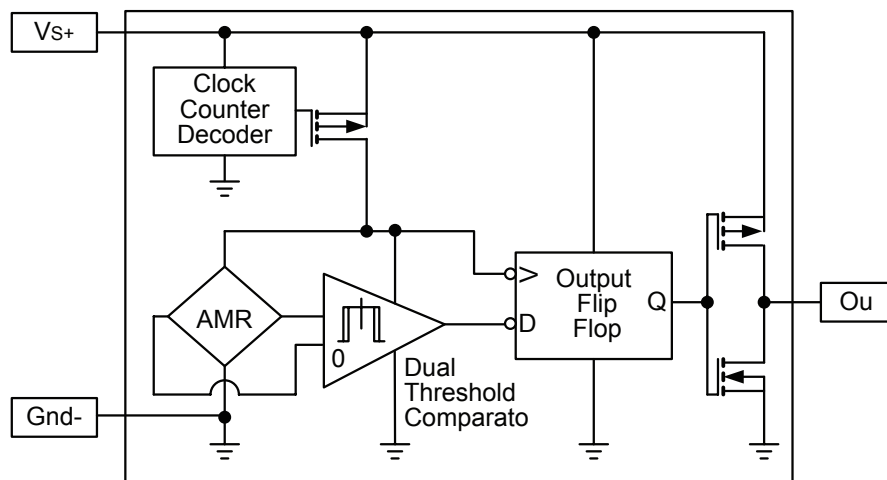 Vs+
Clock
Counter
Decoder
AMR
0
Dual
Threshold
Comparato
>
D
Output
Flip
Flop
Q
Ou
Gnd-